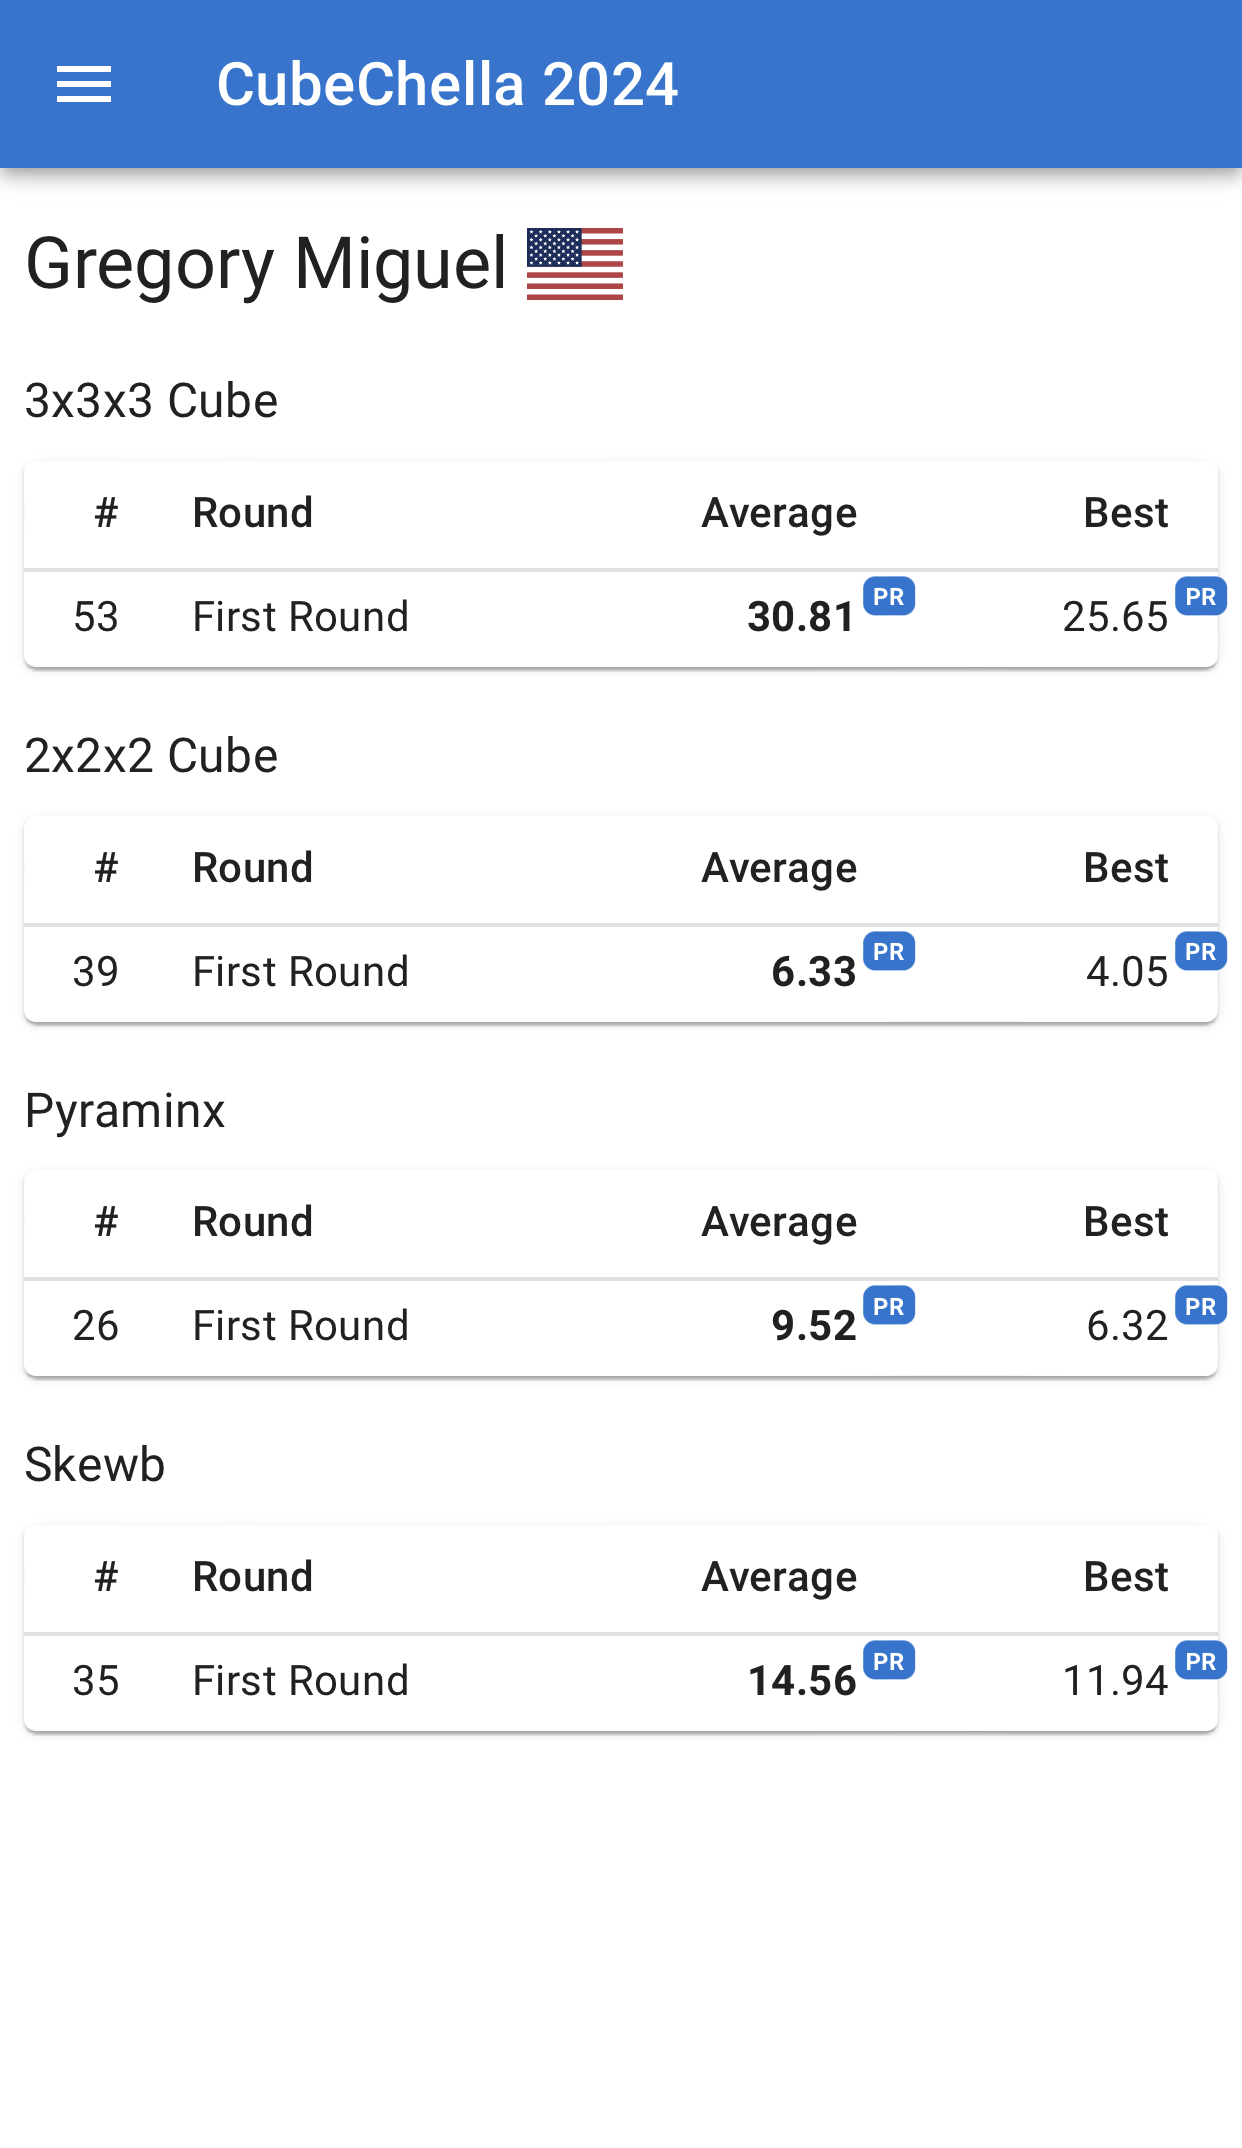 CubeChella 2024
Gregory Miguel
3x3x3 Cube
# Round Average Best
53 First Round 30.81 PR 25.65 PR
2x2x2 Cube
# Round Average Best
39 First Round 6.33 PR 4.05 PR
Pyraminx
# Round Average Best
26 First Round 9.52 PR 6.32 PR
Skewb
# Round Average Best
35 First Round 14.56 PR 11.94 PR